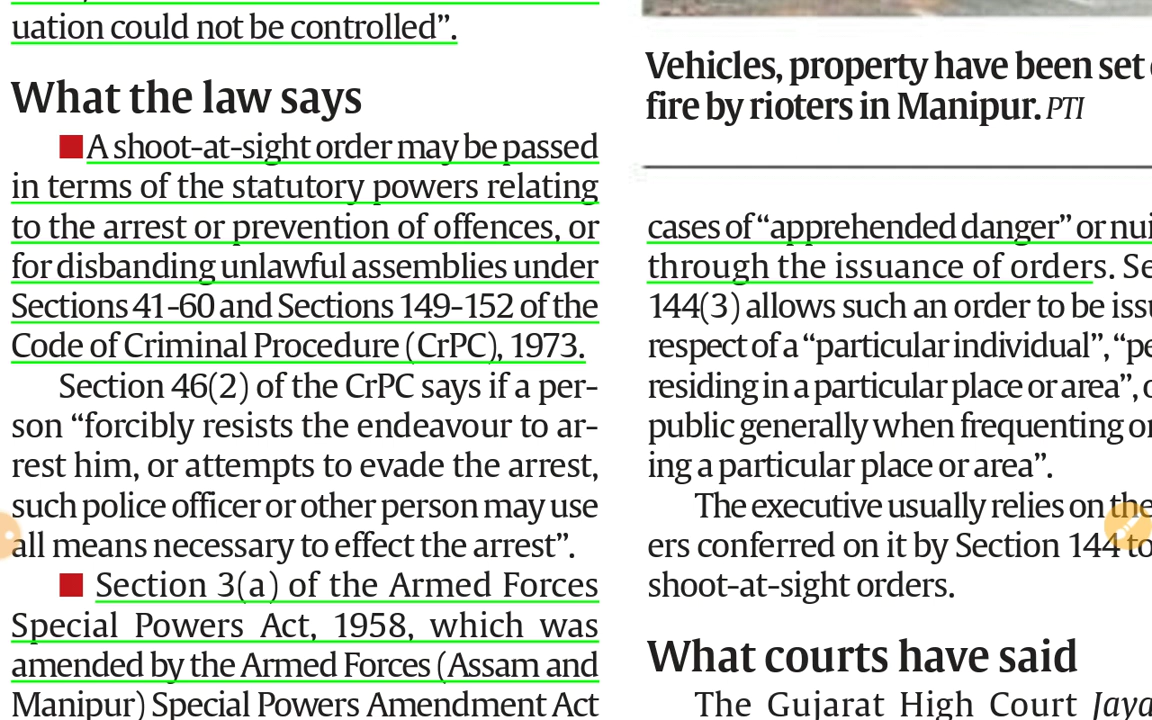 uation could not be controlled”.
What the law says
A shoot-at-sight order may be passed
in terms of the statutory powers relating
to the arrest or prevention of offences, or
for disbanding unlawful assemblies under
Sections 41-60 and Sections 149-152 of the
Code of Criminal Procedure (CrPC), 1973.
Section 46(2) of the CrPC says if a per-
son “forcibly resists the endeavour to ar-
rest him, or attempts to evade the arrest,
such police officer or other person may use
all means necessary to effect the arrest”.
Section 3(a) of the Armed Forces
Special Powers Act, 1958, which was
amended by the Armed Forces (Assam and
Manipur) Special Powers Amendment Act
Vehicles, property have been set
fire by rioters in Manipur. PTI
cases of “apprehended danger” or
through the issuance of orders.
144(3) allows such an order to be
respect of a “particular individual”,
residing in a particular place or area”,
public generally when frequenting
ing a particular place or area”.
The executive usually relies on the
ers conferred on it by Section 144 to
shoot-at-sight orders.
What courts have said
The Gujarat High Court